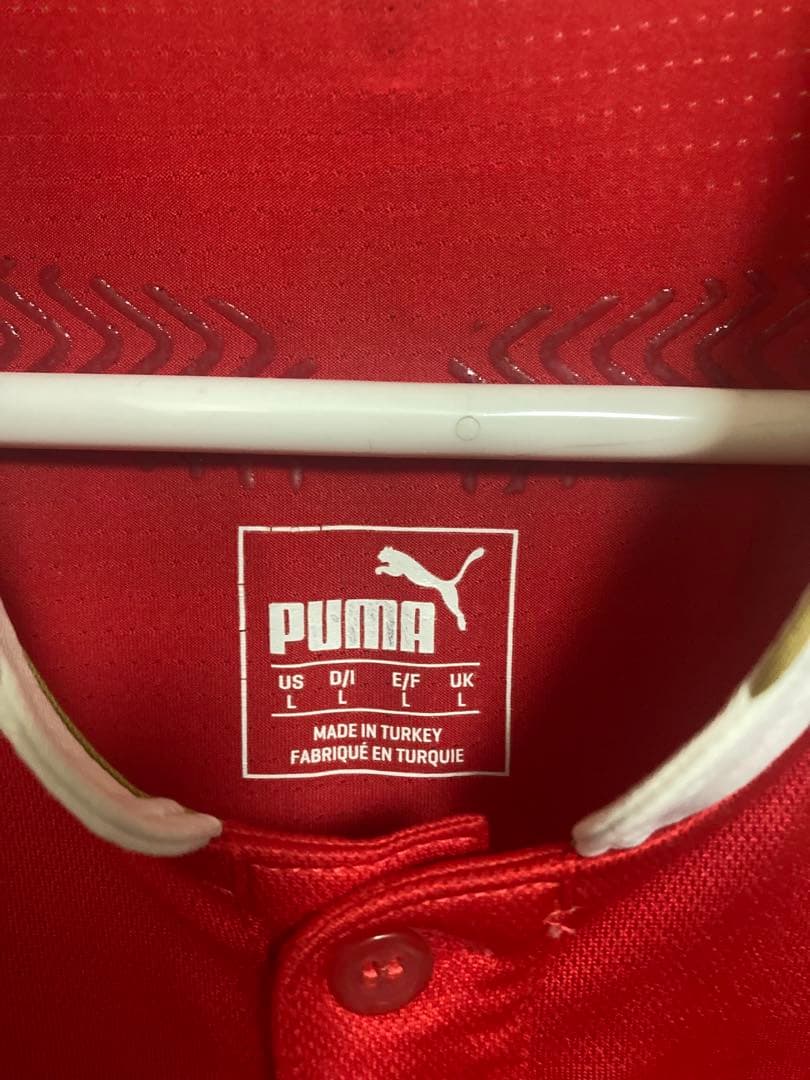 PUMA
US D/I E/F UK
L L L L
MADE IN TURKEY
FABRIQUÉ EN TURQUIE